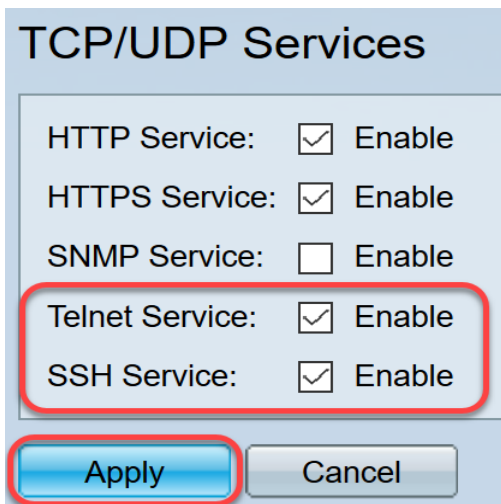 TCP/UDP Services
HTTP Service: Enable
HTTPS Service: Enable
SNMP Service: Enable
Telnet Service: Enable
SSH Service: Enable
Apply Cancel